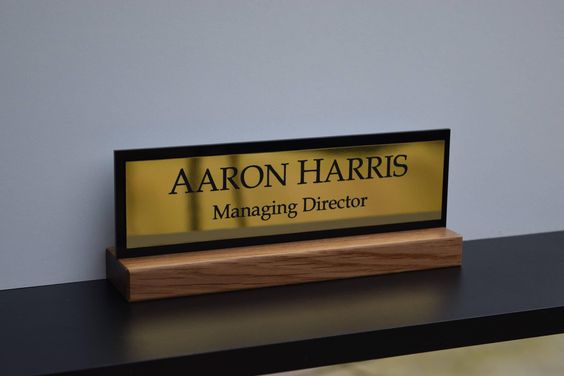 AARON HARRIS
Managing Director